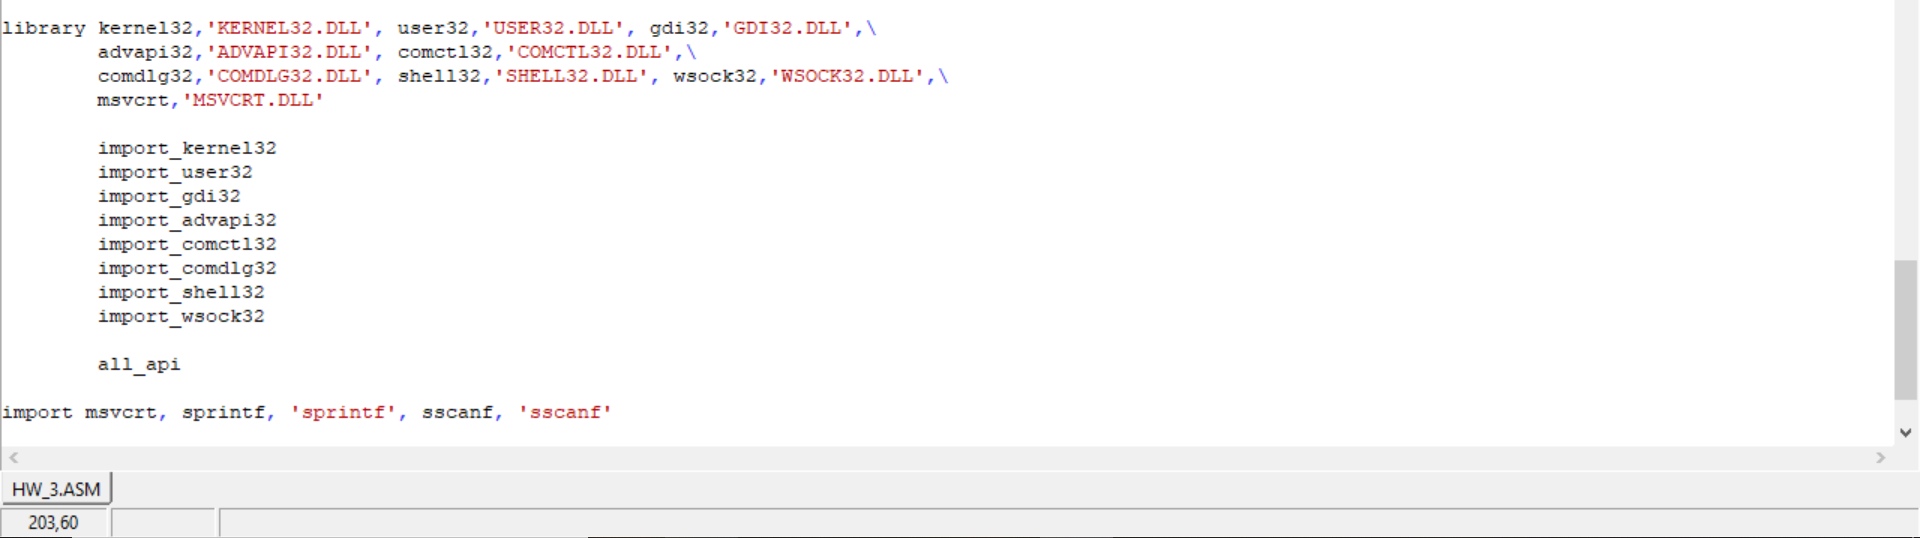 library kernel32,'KERNEL32.DLL', user32,'USER32.DLL', gdi32,'GDI32.DLL',\
        advapi32,'ADVAPI32.DLL', comctl32,'COMCTL32.DLL',\
        comdlg32,'COMDLG32.DLL', shell32,'SHELL32.DLL', wsock32,'WSOCK32.DLL',\
        msvcrt,'MSVCRT.DLL'
        import_kernel32
        import_user32
        import_gdi32
        import_advapi32
        import_comctl32
        import_comdlg32
        import_shell32
        import_wsock32
        all_api
import msvcrt, sprintf, 'sprintf', sscanf, 'sscanf'
HW_3.ASM
203,60